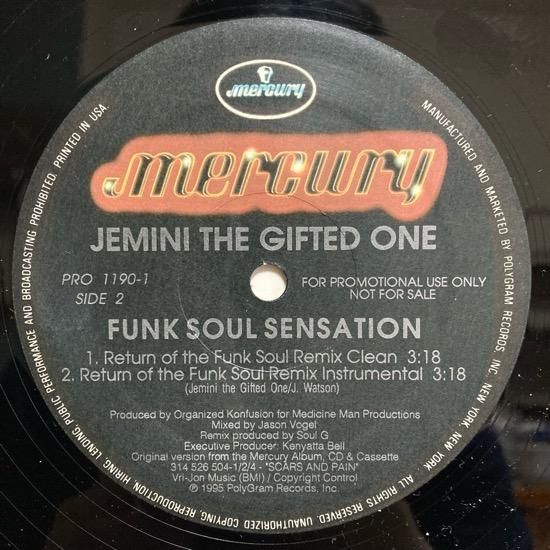 mercury
mercury
JEMINI THE GIFTED ONE
PRO 1190-1
SIDE 2
FOR PROMOTIONAL USE ONLY
NOT FOR SALE
FUNK SOUL SENSATION
1. Return of the Funk Soul Remix Clean 3:18
2. Return of the Funk Soul Remix Instrumental 3:18
(Jemini the Gifted One/J. Watson)
Produced by Organized Konfusion for Medicine Man Productions
Mixed by Jason Vogel
Remix produced by Soul G
Executive Producer: Kenyatta Bell
Original version from the Mercury Album, CD & Cassette
314 526 504-1/2/4 - "SCARS AND PAIN"
Vri-Jon Music (BMI) / Copyright Control
℗ 1995 PolyGram Records, Inc.
MANUFACTURED AND MARKETED BY POLYGRAM RECORDS, INC. NEW YORK, NEW YORK. ALL RIGHTS RESERVED. UNAUTHORIZED COPYING, REPRODUCTION, HIRING, LENDING, PUBLIC PERFORMANCE AND BROADCASTING PROHIBITED. PRINTED IN USA.